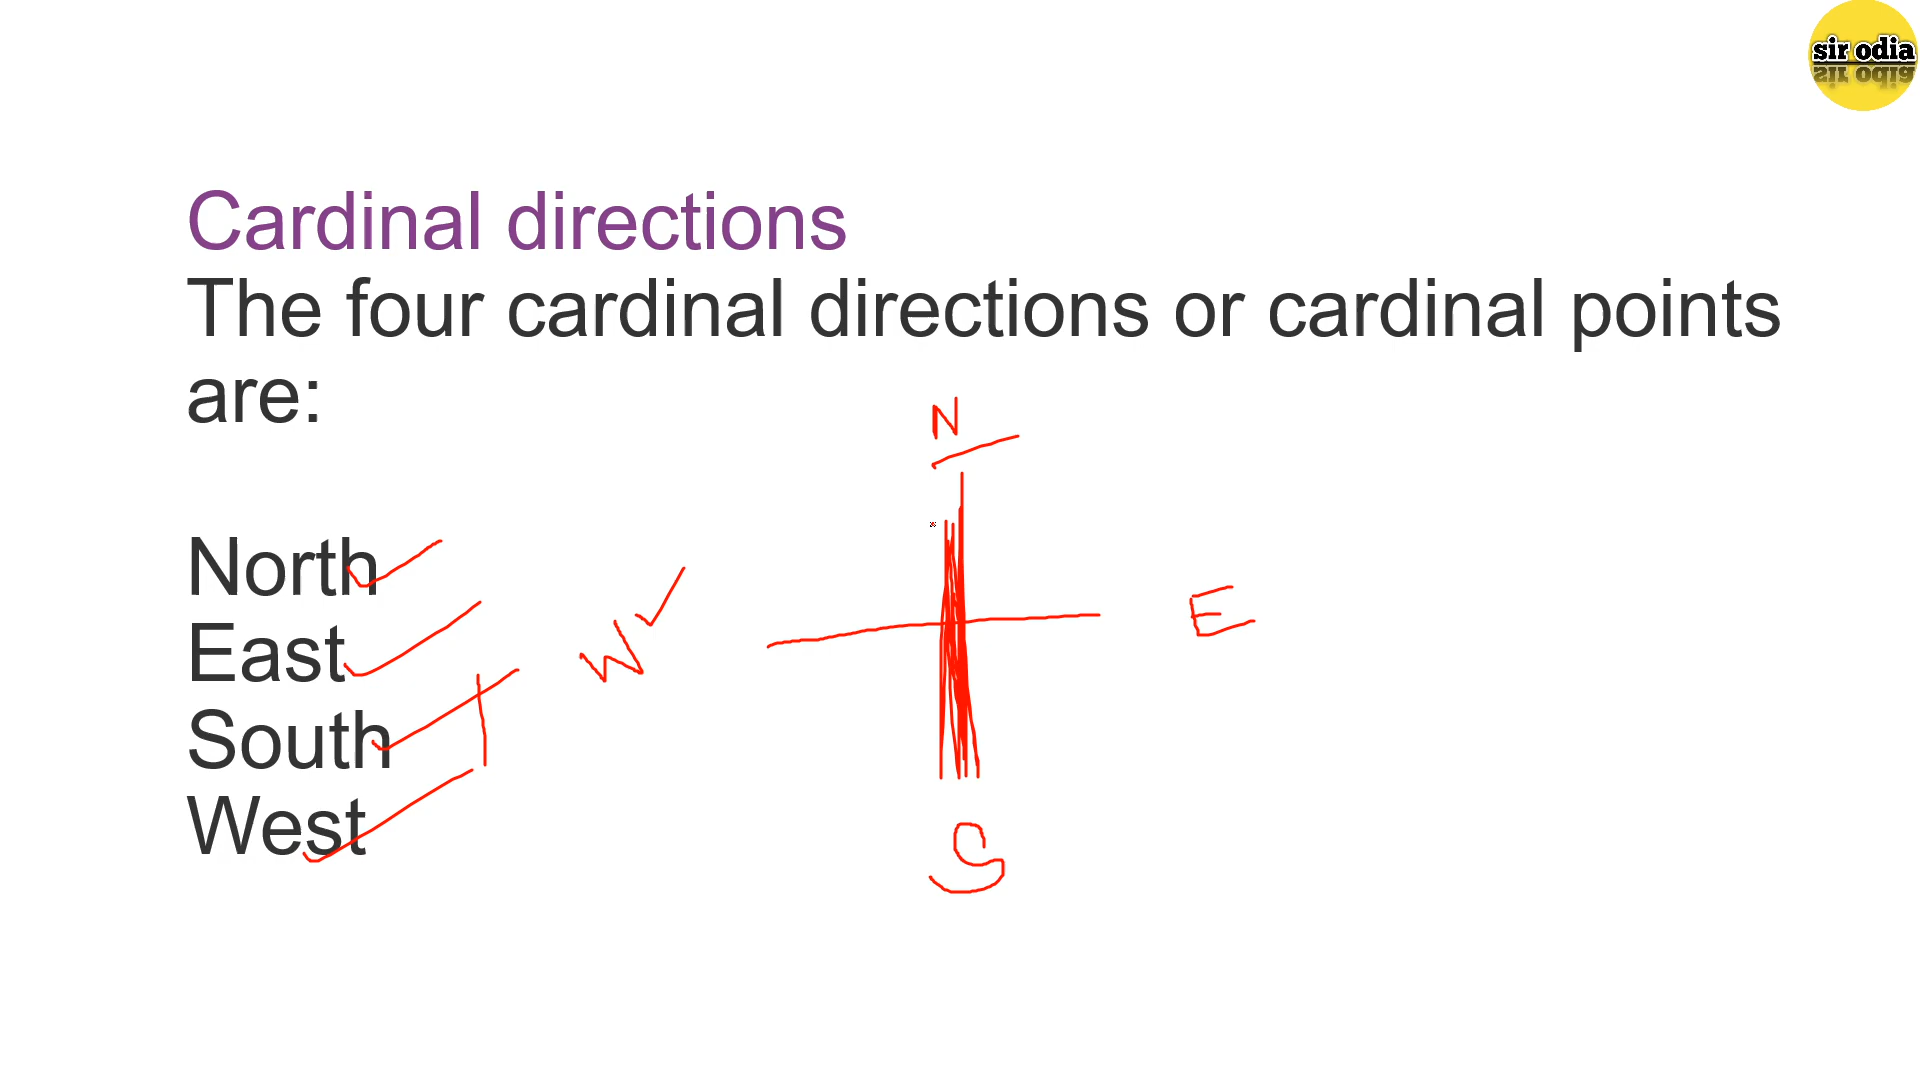 sir odia
Cardinal directions
The four cardinal directions or cardinal points
are:
N
North
East
W
E
South
West
S